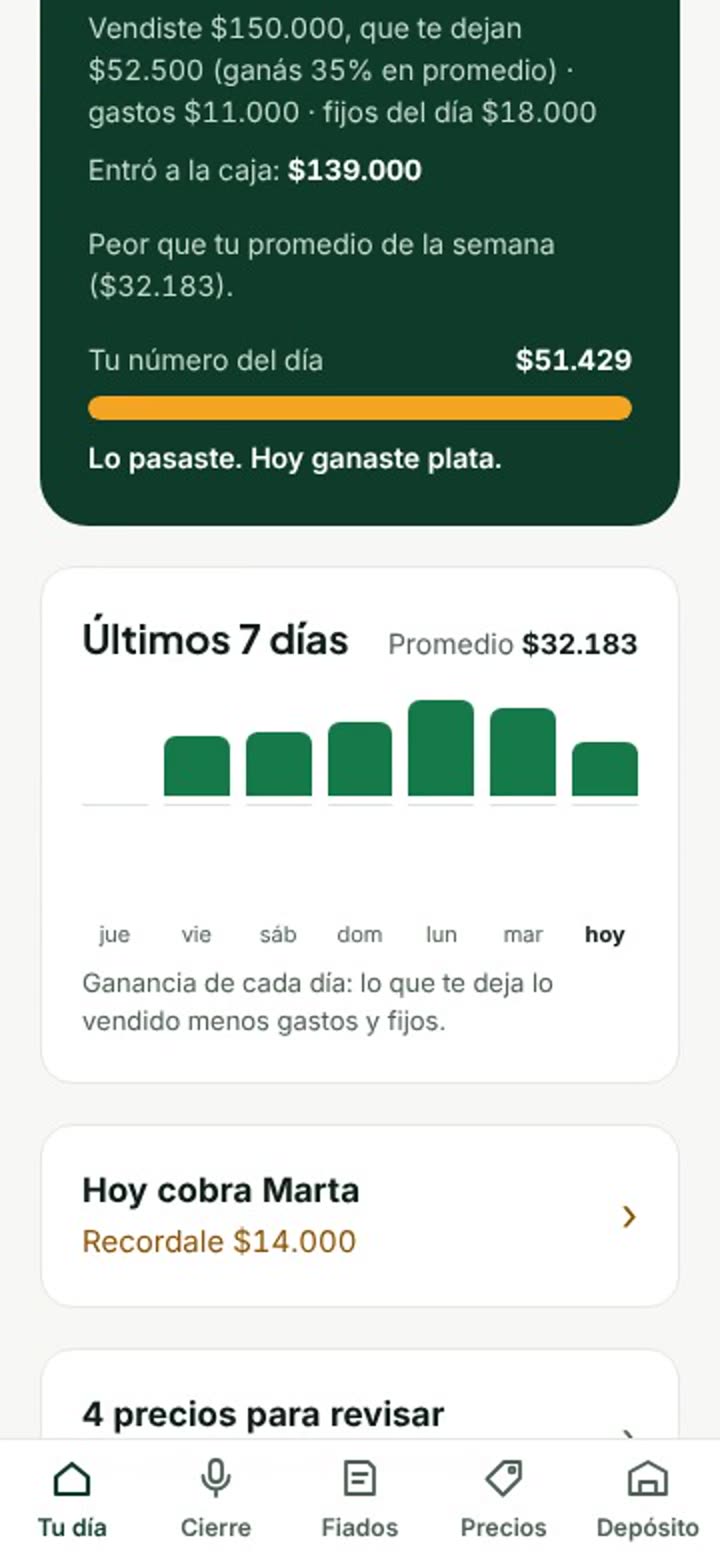 Vendiste $150.000, que te dejan
$52.500 (ganás 35% en promedio) ·
gastos $11.000 · fijos del día $18.000
Entró a la caja: $139.000
Peor que tu promedio de la semana
($32.183).
Tu número del día $51.429
Lo pasaste. Hoy ganaste plata.
Últimos 7 días Promedio $32.183
jue vie sáb dom lun mar hoy
Ganancia de cada día: lo que te deja lo
vendido menos gastos y fijos.
Hoy cobra Marta
Recordale $14.000
4 precios para revisar
Tu día Cierre Fiados Precios Depósito